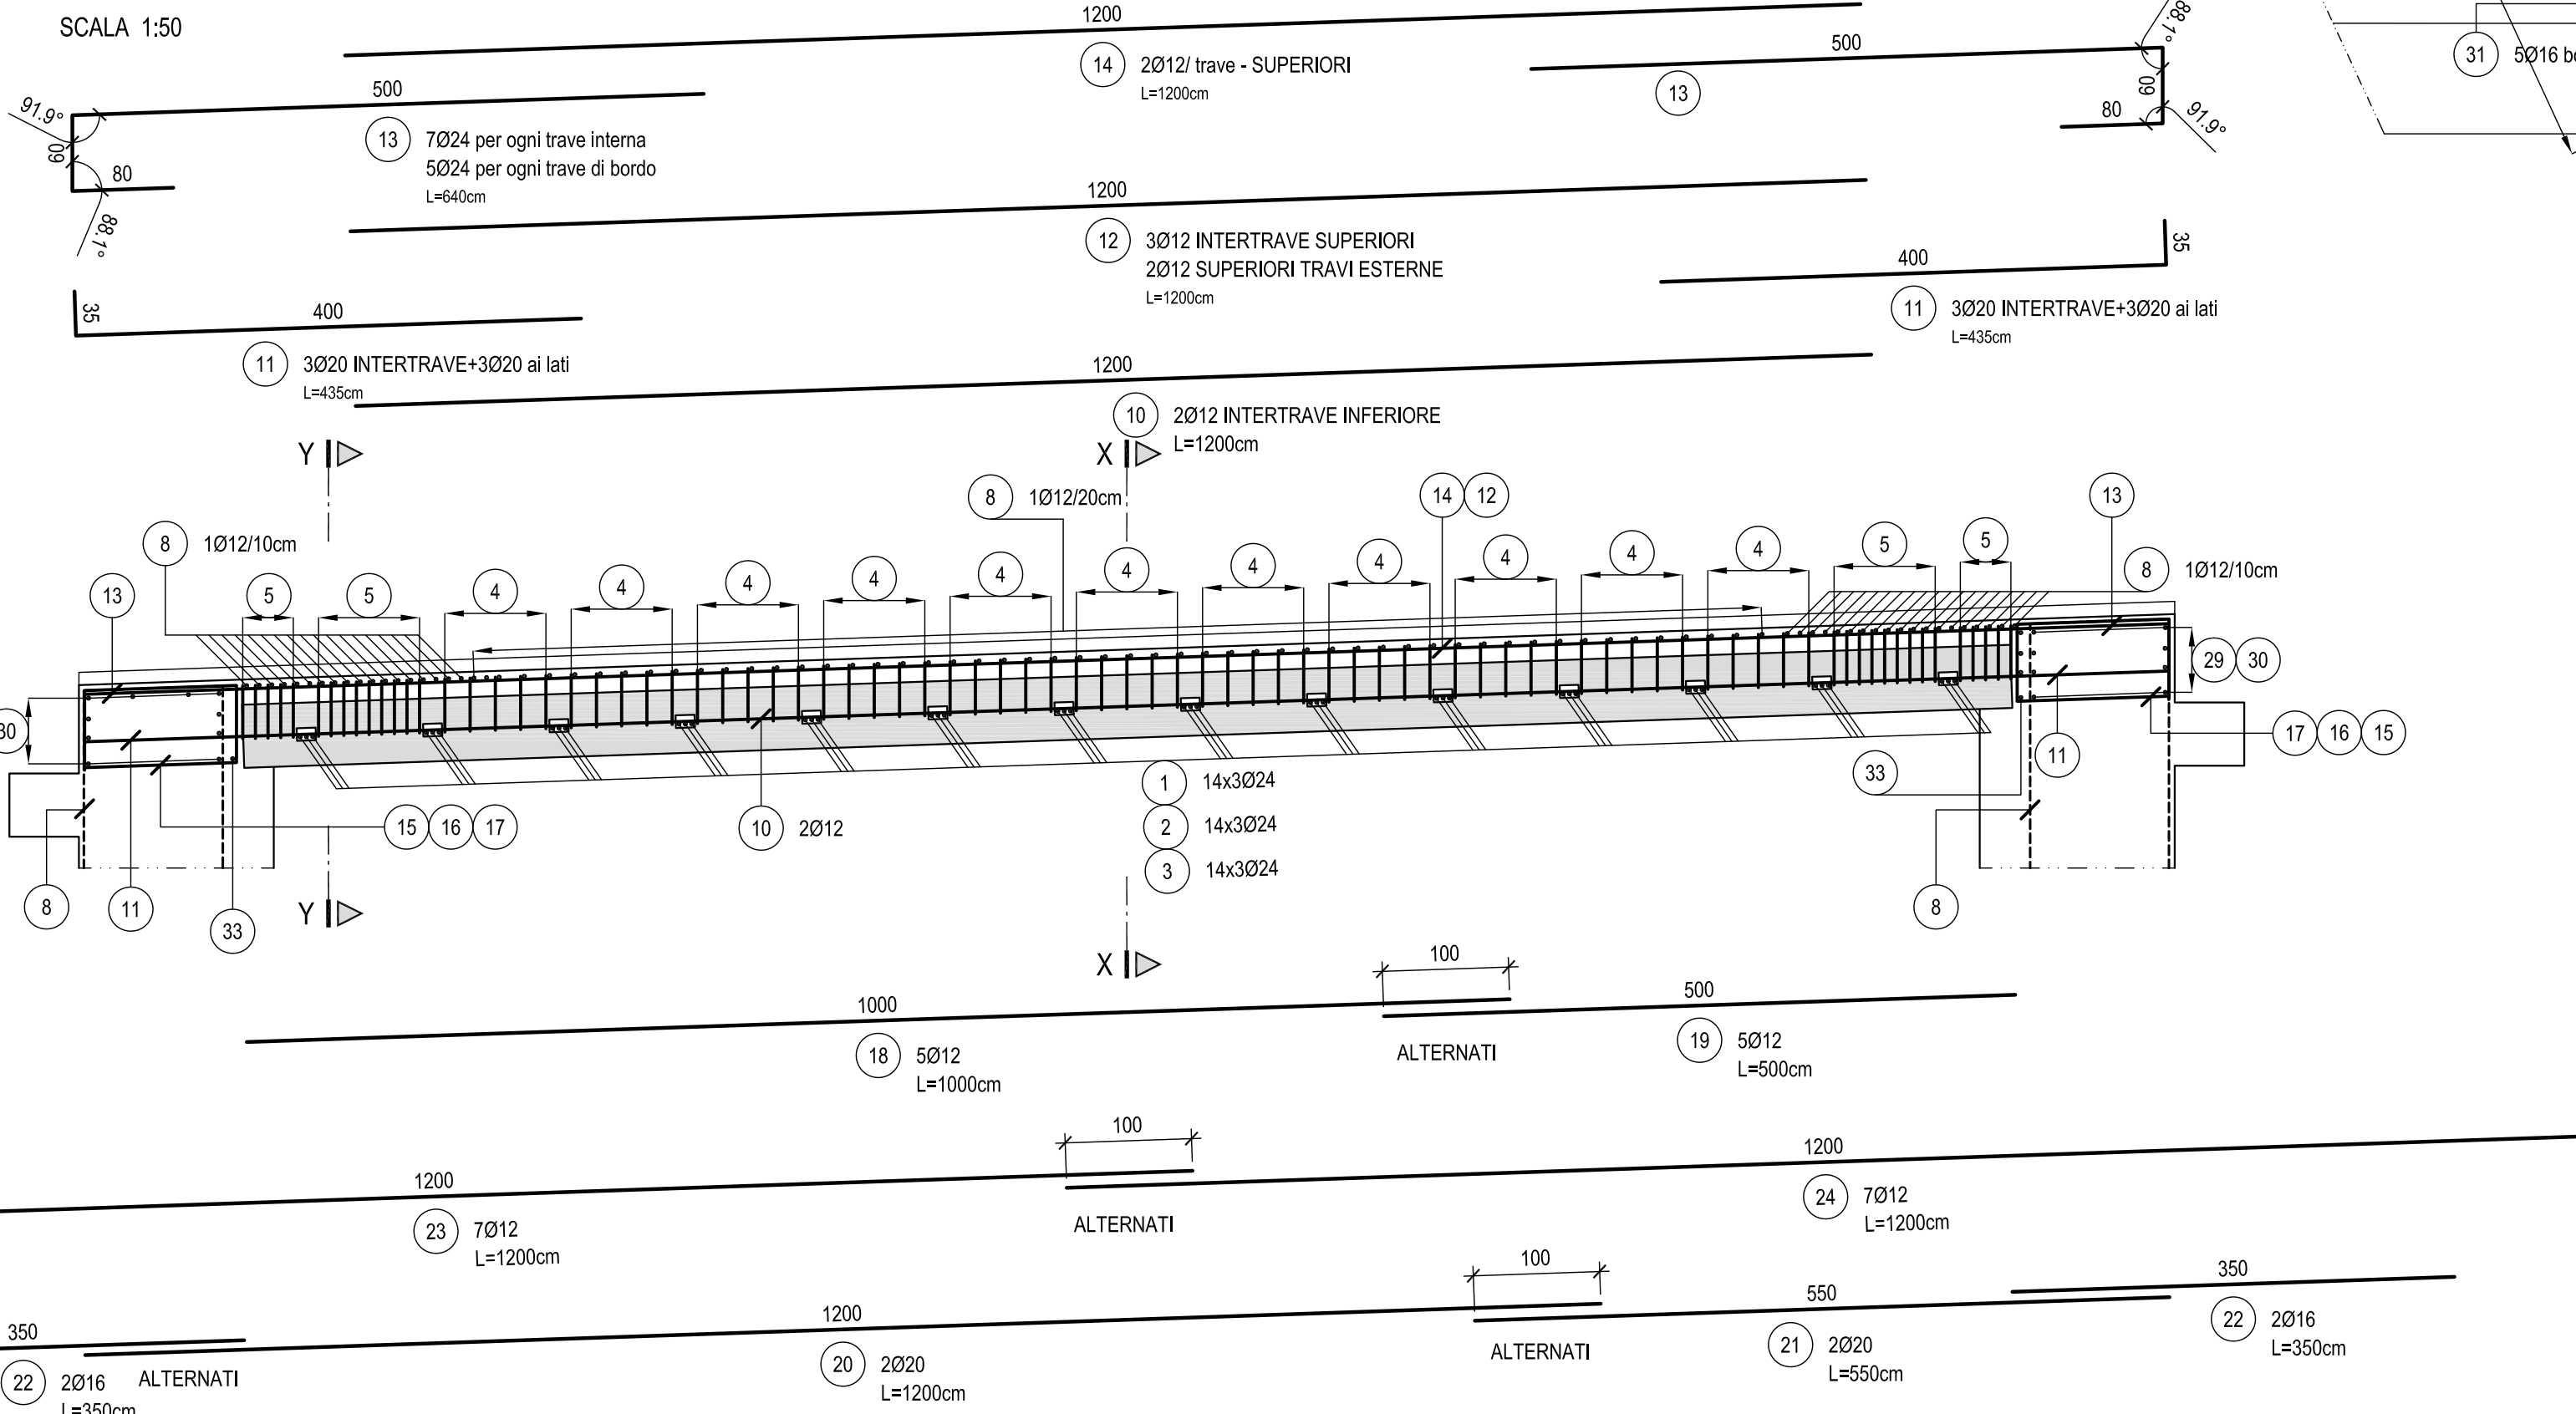 SCALA 1:50
1200
14
2Ø12/ trave - SUPERIORI
L=1200cm
500
13
88.1°
60
80
91.9°
31
500
91.9°
60
80
88.1°
13
7Ø24 per ogni trave interna
5Ø24 per ogni trave di bordo
L=640cm
1200
12
3Ø12 INTERTRAVE SUPERIORI
2Ø12 SUPERIORI TRAVI ESTERNE
L=1200cm
400
35
11
3Ø20 INTERTRAVE+3Ø20 ai lati
L=435cm
35
400
11
3Ø20 INTERTRAVE+3Ø20 ai lati
L=435cm
1200
10
2Ø12 INTERTRAVE INFERIORE
L=1200cm
Y
X
8
1Ø12/20cm
14
12
13
8
1Ø12/10cm
8
1Ø12/10cm
13
5
5
4
4
4
4
4
4
4
4
4
4
4
5
5
29
30
30
17
16
15
11
33
8
15
16
17
10
2Ø12
1
14x3Ø24
2
14x3Ø24
3
14x3Ø24
8
11
33
Y
X
100
1000
18
5Ø12
L=1000cm
ALTERNATI
500
19
5Ø12
L=500cm
100
1200
23
7Ø12
L=1200cm
ALTERNATI
1200
24
7Ø12
L=1200cm
100
350
22
2Ø16
L=350cm
ALTERNATI
1200
20
2Ø20
L=1200cm
ALTERNATI
550
21
2Ø20
L=550cm
350
22
2Ø16
L=350cm
5Ø16